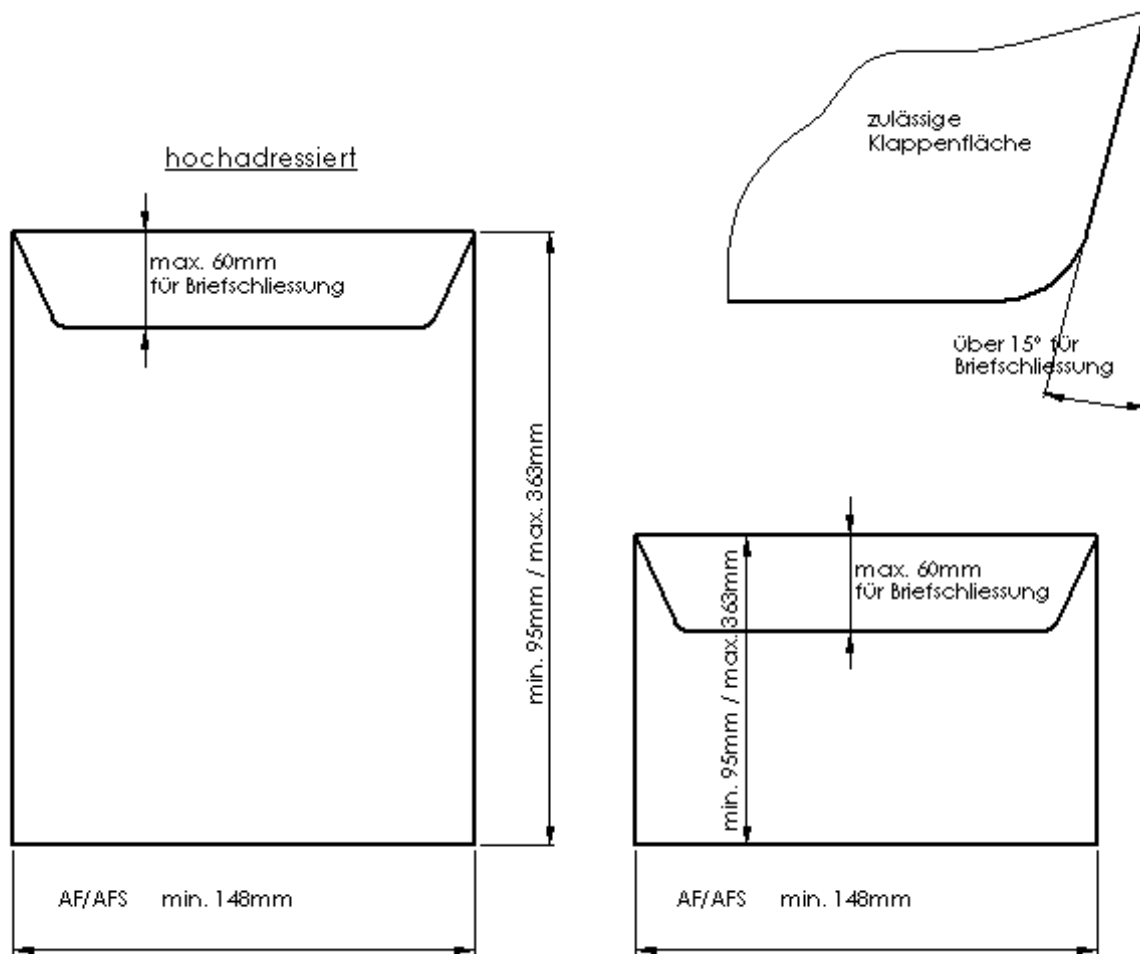 hochadressiert
max. 60mm
für Briefschliessung
min. 95mm / max. 363mm
AF/AFS min. 148mm
zulässige
Klappenfläche
über 15° für
Briefschliessung
max. 60mm
für Briefschliessung
min. 95mm / max. 363mm
AF/AFS min. 148mm